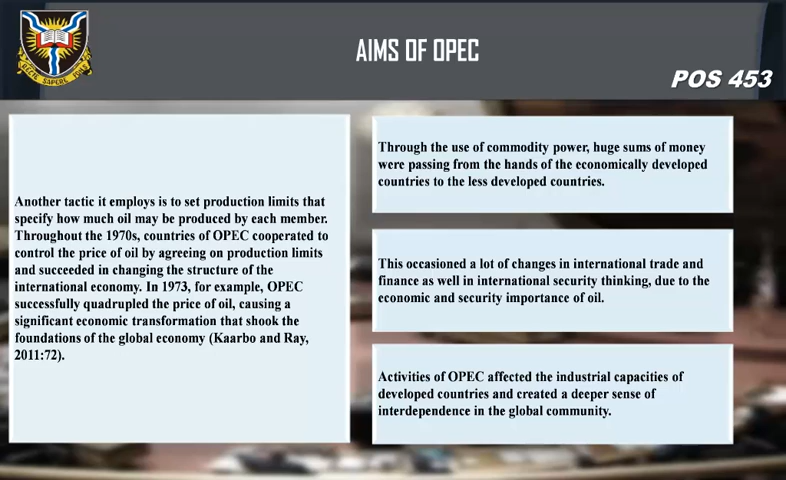 AIMS OF OPEC
POS 453
RECTE SAPERE FONS
Another tactic it employs is to set production limits that
specify how much oil may be produced by each member.
Throughout the 1970s, countries of OPEC cooperated to
control the price of oil by agreeing on production limits
and succeeded in changing the structure of the
international economy. In 1973, for example, OPEC
successfully quadrupled the price of oil, causing a
significant economic transformation that shook the
foundations of the global economy (Kaarbo and Ray,
2011:72).
Through the use of commodity power, huge sums of money
were passing from the hands of the economically developed
countries to the less developed countries.
This occasioned a lot of changes in international trade and
finance as well in international security thinking, due to the
economic and security importance of oil.
Activities of OPEC affected the industrial capacities of
developed countries and created a deeper sense of
interdependence in the global community.